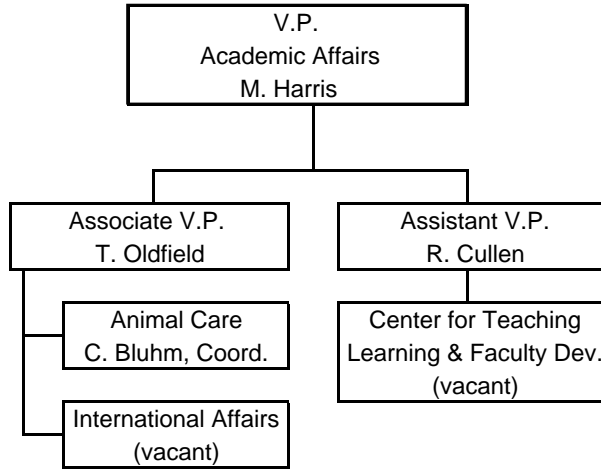 V.P.
Academic Affairs
M. Harris
Associate V.P.
T. Oldfield
Assistant V.P.
R. Cullen
Animal Care
C. Bluhm, Coord.
Center for Teaching
Learning & Faculty Dev.
(vacant)
International Affairs
(vacant)